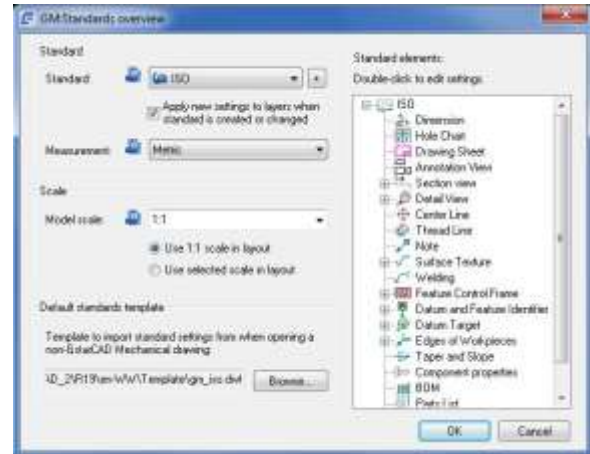 GM:Standards overview
Standard
Standard:
ISO
Apply new settings to layers when
standard is created or changed
Measurement:
Metric
Scale
Model scale:
1:1
Use 1:1 scale in layout
Use selected scale in layout
Default standards template
Template to import standard settings from when opening a
non-GstarCAD Mechanical drawing:
Browse...
Standard elements:
Double-click to edit settings.
ISO
Dimension
Hole Chart
Drawing Sheet
Annotation View
Section view
Detail View
Center Line
Thread Line
Note
Surface Texture
Welding
Feature Control Frame
Datum and Feature Identifier
Datum Target
Edges of Workpieces
Taper and Slope
Component properties
BOM
Parts List
OK
Cancel